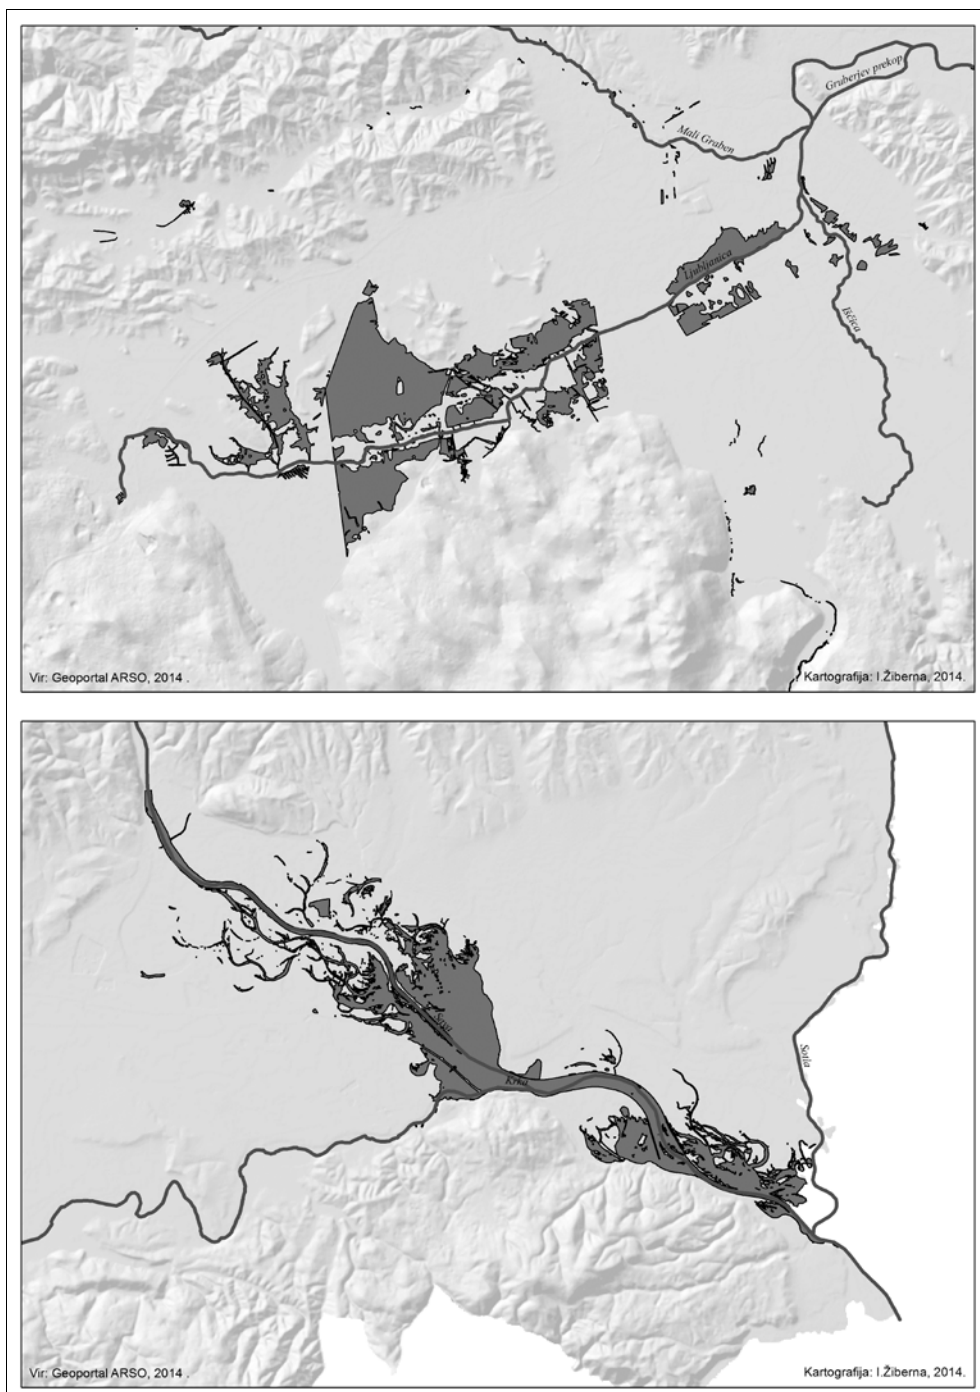 Gruberjev prekop
Mali Graben
Ljubljanica
Iščica
Vir: Geoportal ARSO, 2014 .
Kartografija: I.Žiberna, 2014.
Sava
Krka
Sotla
Vir: Geoportal ARSO, 2014 .
Kartografija: I.Žiberna, 2014.